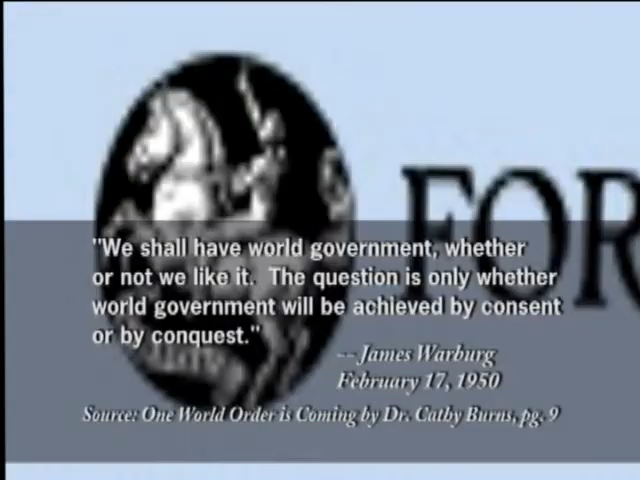 FOR
"We shall have world government, whether
or not we like it. The question is only whether
world government will be achieved by consent
or by conquest."
-- James Warburg
February 17, 1950
Source: One World Order is Coming by Dr. Cathy Burns, pg. 9